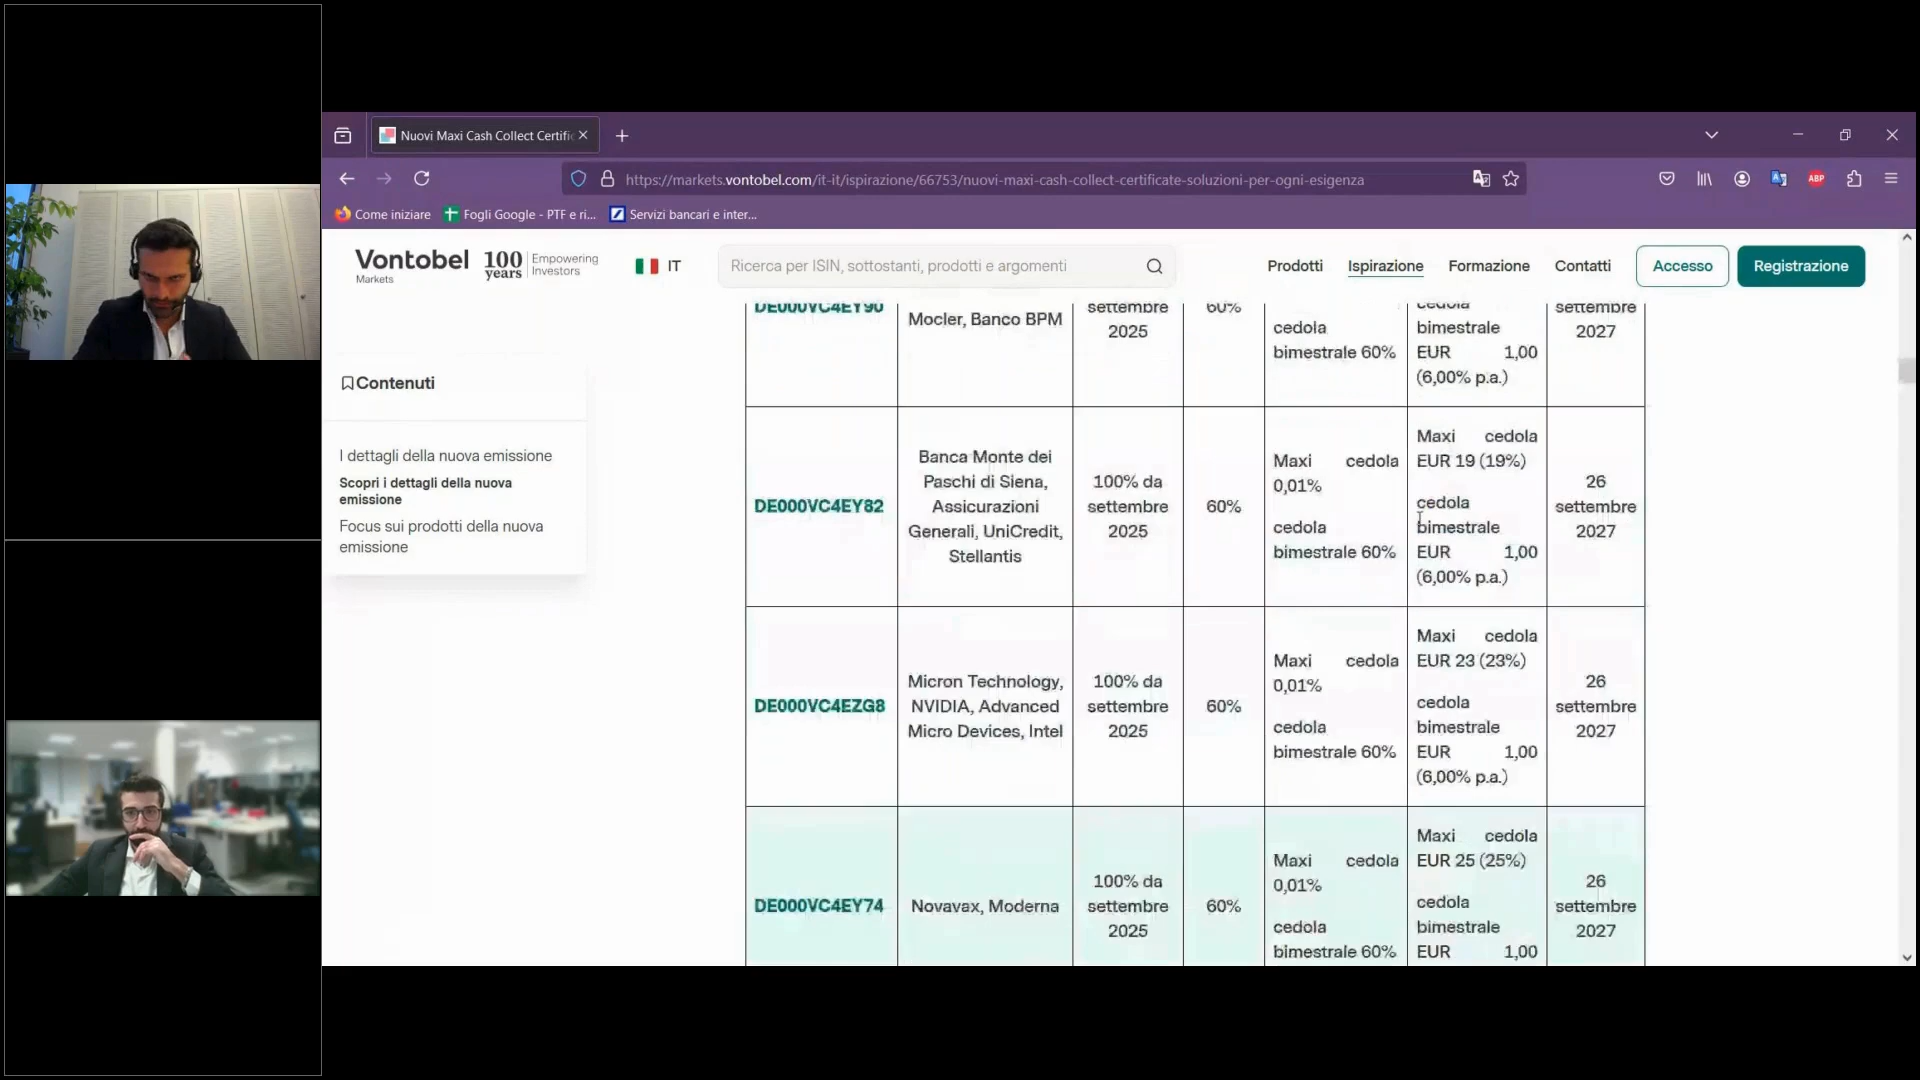 Nuovi Maxi Cash Collect Certific
https://markets.vontobel.com/it-it/ispirazione/66753/nuovi-maxi-cash-collect-certificate-soluzioni-per-ogni-esigenza
ABP
Come iniziare
Fogli Google - PTF e ri...
Servizi bancari e inter...
Vontobel
Markets
100 years
Empowering Investors
IT
Ricerca per ISIN, sottostanti, prodotti e argomenti
Prodotti
Ispirazione
Formazione
Contatti
Accesso
Registrazione
Contenuti
I dettagli della nuova emissione
Scopri i dettagli della nuova
emissione
Focus sui prodotti della nuova
emissione
DE000VC4EY90
Mocler, Banco BPM
settembre
2025
60%
cedola
bimestrale 60%
cedola
bimestrale
EUR 1,00
(6,00% p.a.)
settembre
2027
DE000VC4EY82
Banca Monte dei
Paschi di Siena,
Assicurazioni
Generali, UniCredit,
Stellantis
100% da
settembre
2025
60%
Maxi cedola
0,01%
cedola
bimestrale 60%
Maxi cedola
EUR 19 (19%)
cedola
bimestrale
EUR 1,00
(6,00% p.a.)
26
settembre
2027
DE000VC4EZG8
Micron Technology,
NVIDIA, Advanced
Micro Devices, Intel
100% da
settembre
2025
60%
Maxi cedola
0,01%
cedola
bimestrale 60%
Maxi cedola
EUR 23 (23%)
cedola
bimestrale
EUR 1,00
(6,00% p.a.)
26
settembre
2027
DE000VC4EY74
Novavax, Moderna
100% da
settembre
2025
60%
Maxi cedola
0,01%
cedola
bimestrale 60%
Maxi cedola
EUR 25 (25%)
cedola
bimestrale
EUR 1,00
26
settembre
2027